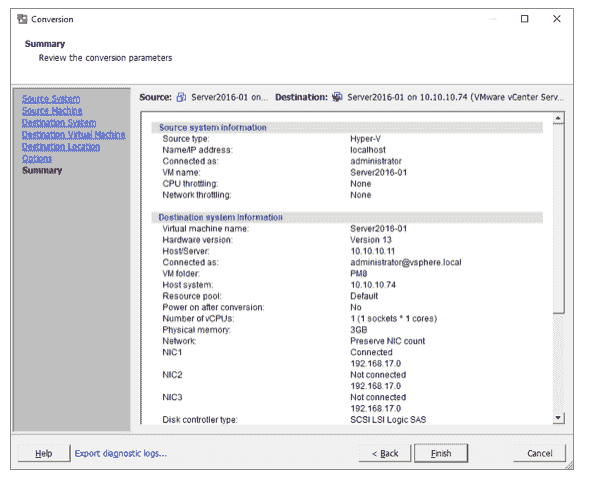 Conversion
Summary
Review the conversion parameters
Source System
Source Machine
Destination System
Destination Virtual Machine
Destination Location
Options
Summary
Source: Server2016-01 on... Destination: Server2016-01 on 10.10.10.74 (VMware vCenter Serv...
Source system information
Source type: Hyper-V
Name/IP address: localhost
Connected as: administrator
VM name: Server2016-01
CPU throttling: None
Network throttling: None
Destination system information
Virtual machine name: Server2016-01
Hardware version: Version 13
Host/Server: 10.10.10.11
Connected as: administrator@vsphere.local
VM folder: PM8
Host system: 10.10.10.74
Resource pool: Default
Power on after conversion: No
Number of vCPUs: 1 (1 sockets * 1 cores)
Physical memory: 3GB
Network: Preserve NIC count
NIC1 Connected
192.168.17.0
NIC2 Not connected
192.168.17.0
NIC3 Not connected
192.168.17.0
Disk controller type: SCSI LSI Logic SAS
Help Export diagnostic logs... < Back Finish Cancel